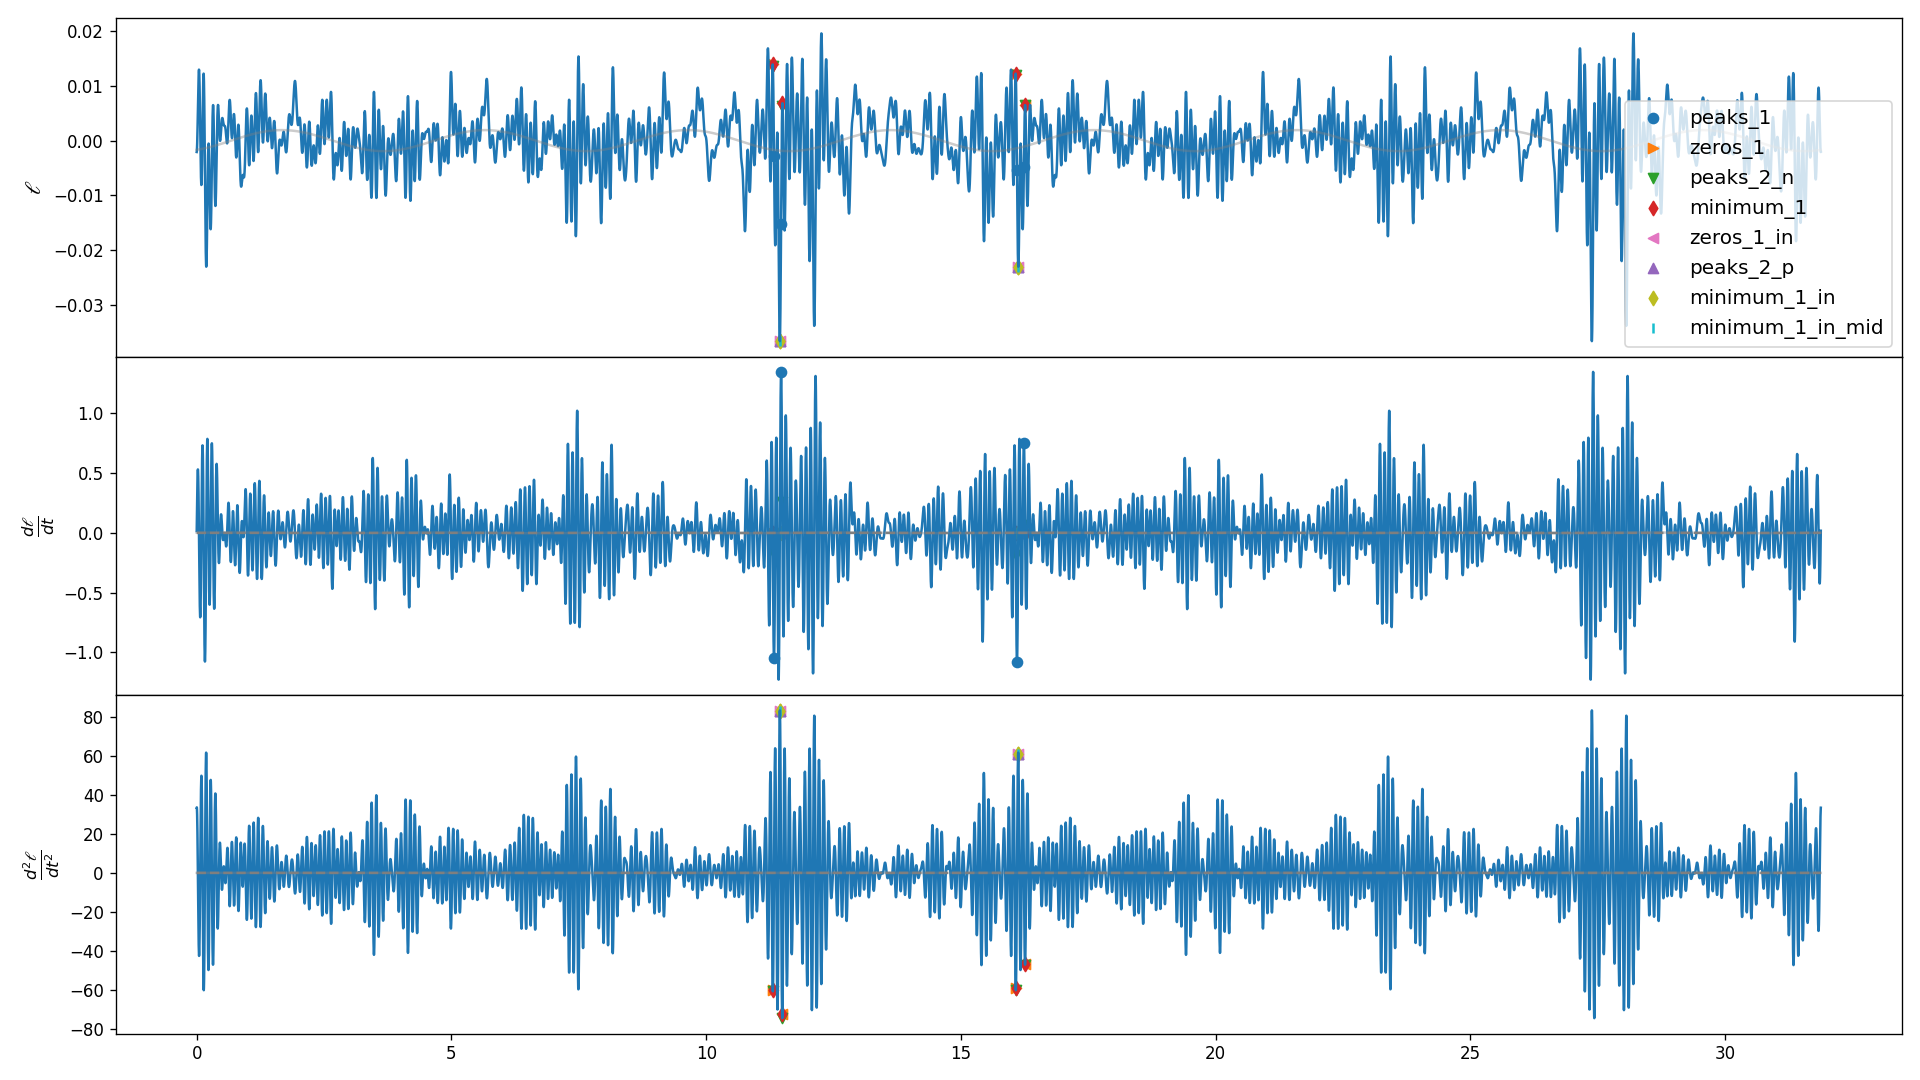 0.02
0.01
0.00
−0.01
−0.02
−0.03
ℓ
peaks_1
zeros_1
peaks_2_n
minimum_1
zeros_1_in
peaks_2_p
minimum_1_in
minimum_1_in_mid
1.0
0.5
0.0
−0.5
−1.0
dℓ
dt
80
60
40
20
0
−20
−40
−60
−80
d²ℓ
dt²
0 5 10 15 20 25 30